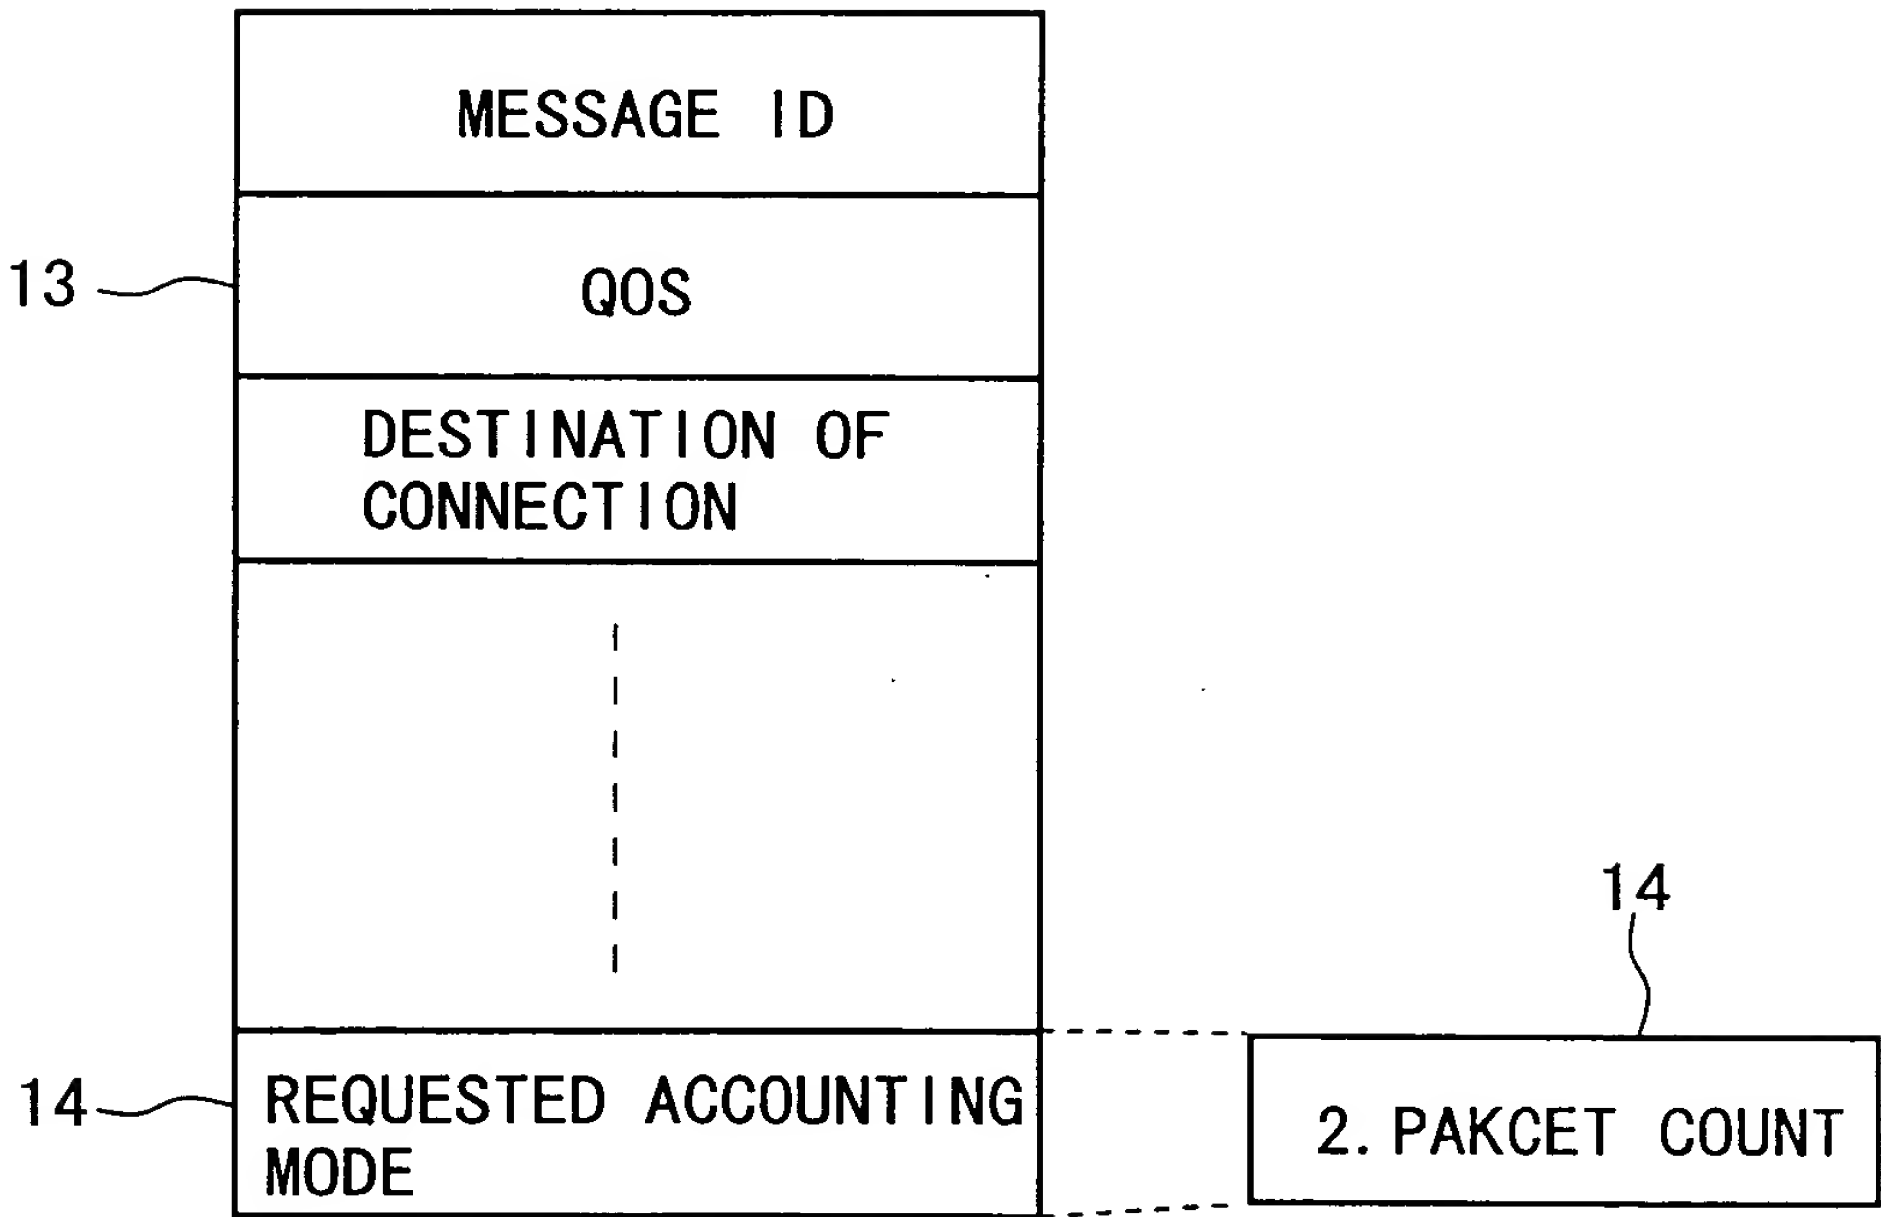 MESSAGE ID
13
QOS
DESTINATION OF
CONNECTION
14
14
REQUESTED ACCOUNTING
MODE
2. PAKCET COUNT